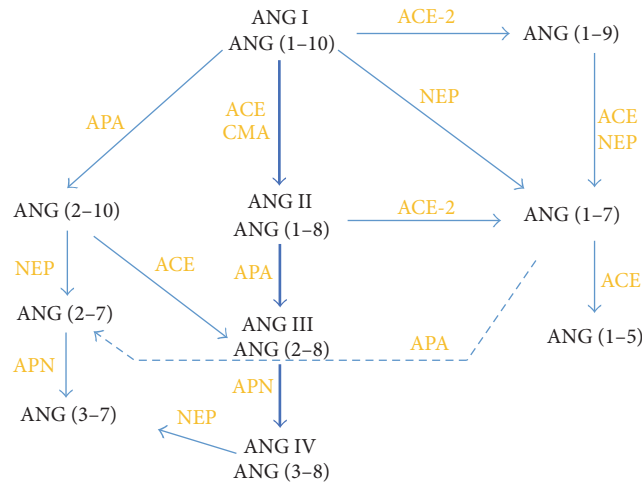 ANG I
ANG (1–10)
ACE-2
ANG (1–9)
APA
ACE
CMA
NEP
ACE
NEP
ANG (2–10)
ANG II
ANG (1–8)
ACE-2
ANG (1–7)
NEP
ACE
APA
ACE
ANG (2–7)
ANG III
ANG (2–8)
APA
ANG (1–5)
APN
APN
ANG (3–7)
NEP
ANG IV
ANG (3–8)